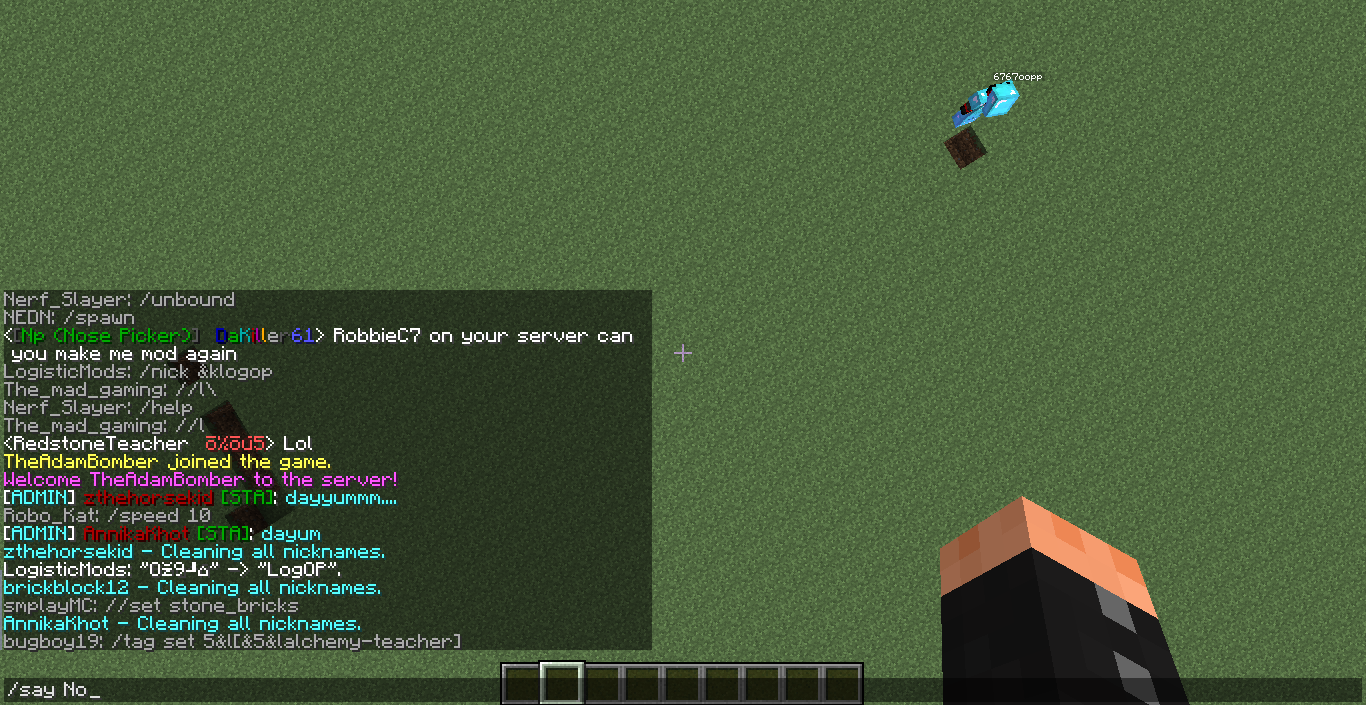 6767oopp
Nerf_Slayer: /unbound
NEDN: /spawn
<[Np (Nose Picker)] DaKiller61> RobbieC7 on your server can
you make me mod again
LogisticMods: /nick &klogop
The_mad_gaming: //l\
Nerf_Slayer: /help
The_mad_gaming: //l
<RedstoneTeacher > Lol
TheAdamBomber joined the game.
Welcome TheAdamBomber to the server!
[ADMIN] zthehorsekid [STA]: dayyummm....
Robo_Kat: /speed 10
[ADMIN] AnnikaKhot [STA]: dayum
zthehorsekid - Cleaning all nicknames.
LogisticMods: "" -> "LogOP".
brickblock12 - Cleaning all nicknames.
smplayMC: //set stone_bricks
AnnikaKhot - Cleaning all nicknames.
bugboy19: /tag set 5&l[&5&lalchemy-teacher]
/say No_